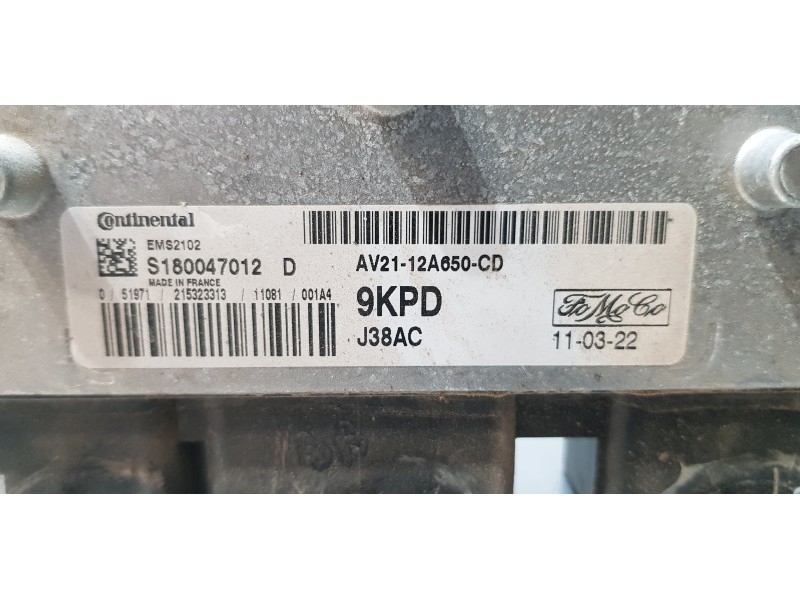 Continental
EMS2102
S180047012 D
MADE IN FRANCE
0 / 51971 / 215323313 / 11081 / 001A4
AV21-12A650-CD
9KPD
J38AC
FoMoCo
11-03-22